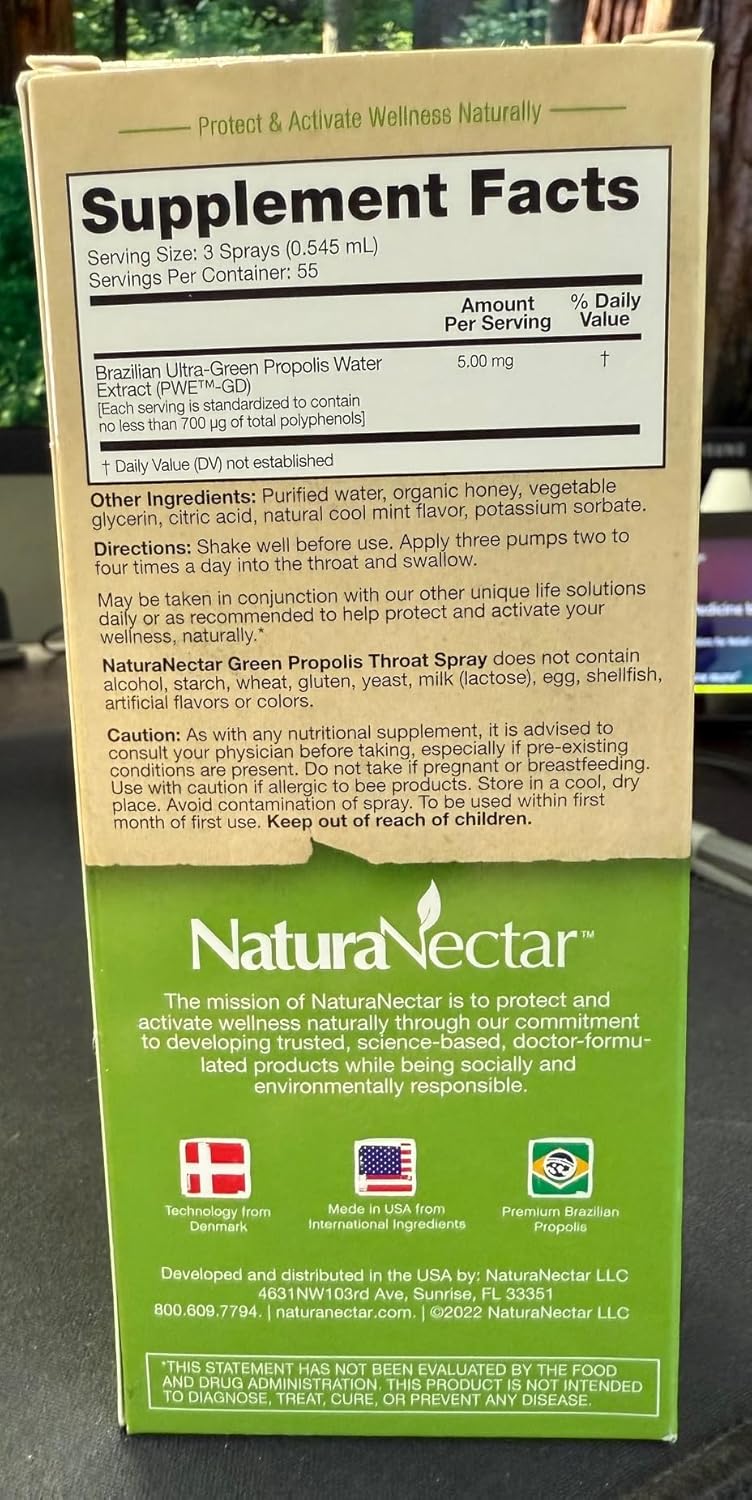 Protect & Activate Wellness Naturally
Supplement Facts
Serving Size: 3 Sprays (0.545 mL)
Servings Per Container: 55
Amount Per Serving
% Daily Value
Brazilian Ultra-Green Propolis Water
Extract (PWE™-GD)
5.00 mg
†
[Each serving is standardized to contain
no less than 700 µg of total polyphenols]
† Daily Value (DV) not established
Other Ingredients: Purified water, organic honey, vegetable
glycerin, citric acid, natural cool mint flavor, potassium sorbate.
Directions: Shake well before use. Apply three pumps two to
four times a day into the throat and swallow.
May be taken in conjunction with our other unique life solutions
daily or as recommended to help protect and activate your
wellness, naturally.*
NaturaNectar Green Propolis Throat Spray does not contain
alcohol, starch, wheat, gluten, yeast, milk (lactose), egg, shellfish,
artificial flavors or colors.
Caution: As with any nutritional supplement, it is advised to
consult your physician before taking, especially if pre-existing
conditions are present. Do not take if pregnant or breastfeeding.
Use with caution if allergic to bee products. Store in a cool, dry
place. Avoid contamination of spray. To be used within first
month of first use. Keep out of reach of children.
NaturaNectar™
The mission of NaturaNectar is to protect and
activate wellness naturally through our commitment
to developing trusted, science-based, doctor-formu-
lated products while being socially and
environmentally responsible.
Technology from
Denmark
Made in USA from
International Ingredients
Premium Brazilian
Propolis
Developed and distributed in the USA by: NaturaNectar LLC
4631NW103rd Ave, Sunrise, FL 33351
800.609.7794. | naturanectar.com. | ©2022 NaturaNectar LLC
*THIS STATEMENT HAS NOT BEEN EVALUATED BY THE FOOD
AND DRUG ADMINISTRATION. THIS PRODUCT IS NOT INTENDED
TO DIAGNOSE, TREAT, CURE, OR PREVENT ANY DISEASE.